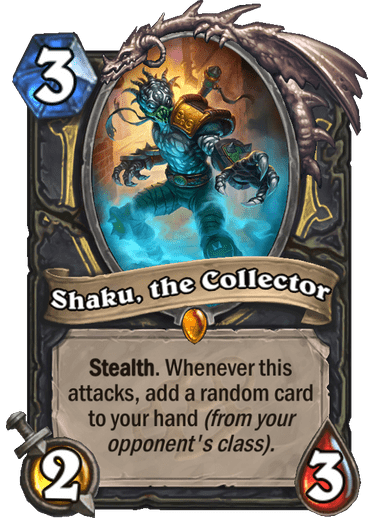 3
Shaku, the Collector
Stealth. Whenever this
attacks, add a random card
to your hand (from your
opponent's class).
2
3